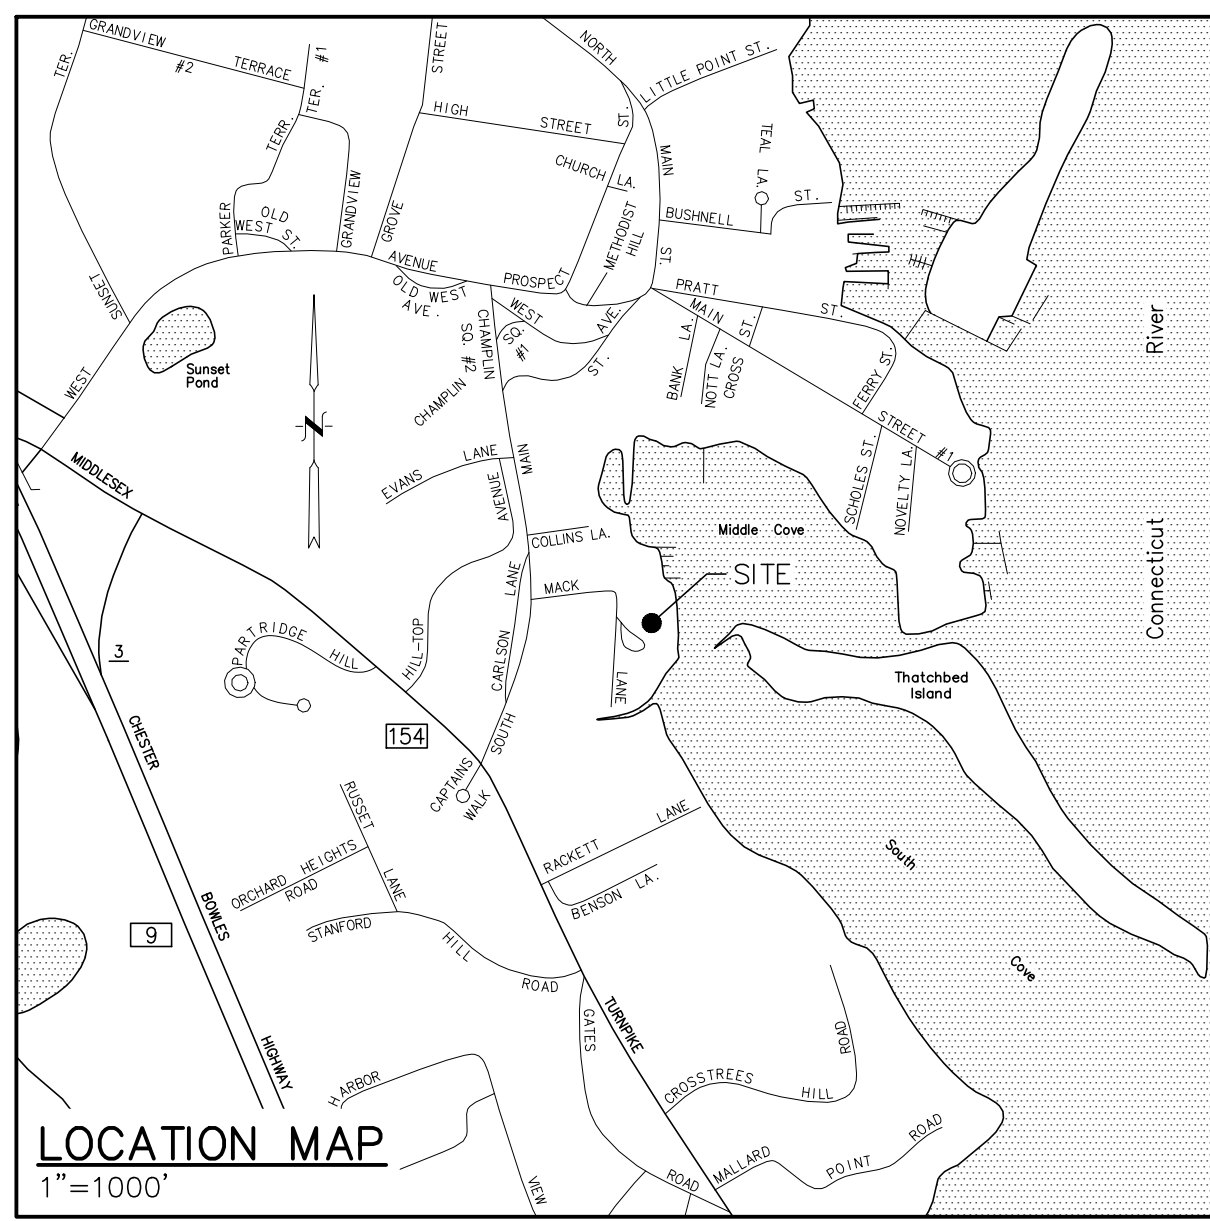 GRANDVIEW
#2
TERRACE
#1
TER.
TER.
STREET
NORTH
LITTLE POINT ST.
HIGH
STREET
ST.
TERR.
PARKER
OLD
WEST ST.
GRANDVIEW
GROVE
CHURCH LA.
MAIN
ST.
TEAL LA.
BUSHNELL
ST.
METHODIST
HILL
SUNSET
AVENUE
OLD WEST
AVE.
PROSPECT
PRATT
ST.
MAIN
WEST
AVE.
ST.
CHAMPLIN
SQ. #2
SQ.
#1
CHAMPLIN
BANK LA.
NOTT LA.
CROSS
ST.
FERRY ST.
STREET
#1
River
Sunset
Pond
WEST
MIDDLESEX
EVANS
LANE
MAIN
AVENUE
SCHOLES ST.
NOVELTY LA.
COLLINS LA.
Middle Cove
SITE
MACK
LANE
LANE
CARLSON
HILL-TOP
Connecticut
PARTRIDGE
HILL
3
Thatchbed
Island
SOUTH
154
CHESTER
CAPTAINS
WALK
RUSSET
LANE
ORCHARD HEIGHTS
ROAD
RACKETT
LANE
BENSON LA.
South
Cove
STANFORD
HILL
ROAD
BOWLES
9
TURNPIKE
GATES
ROAD
HIGHWAY
HARBOR
VIEW
CROSSTREES
HILL
ROAD
MALLARD
POINT
ROAD
LOCATION MAP
1"=1000'